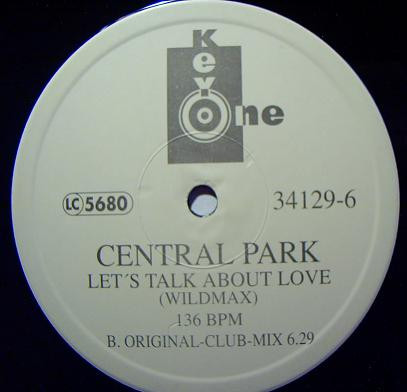 Key One
LC 5680
34129-6
CENTRAL PARK
LET´S TALK ABOUT LOVE
(WILDMAX)
136 BPM
B. ORIGINAL-CLUB-MIX 6.29